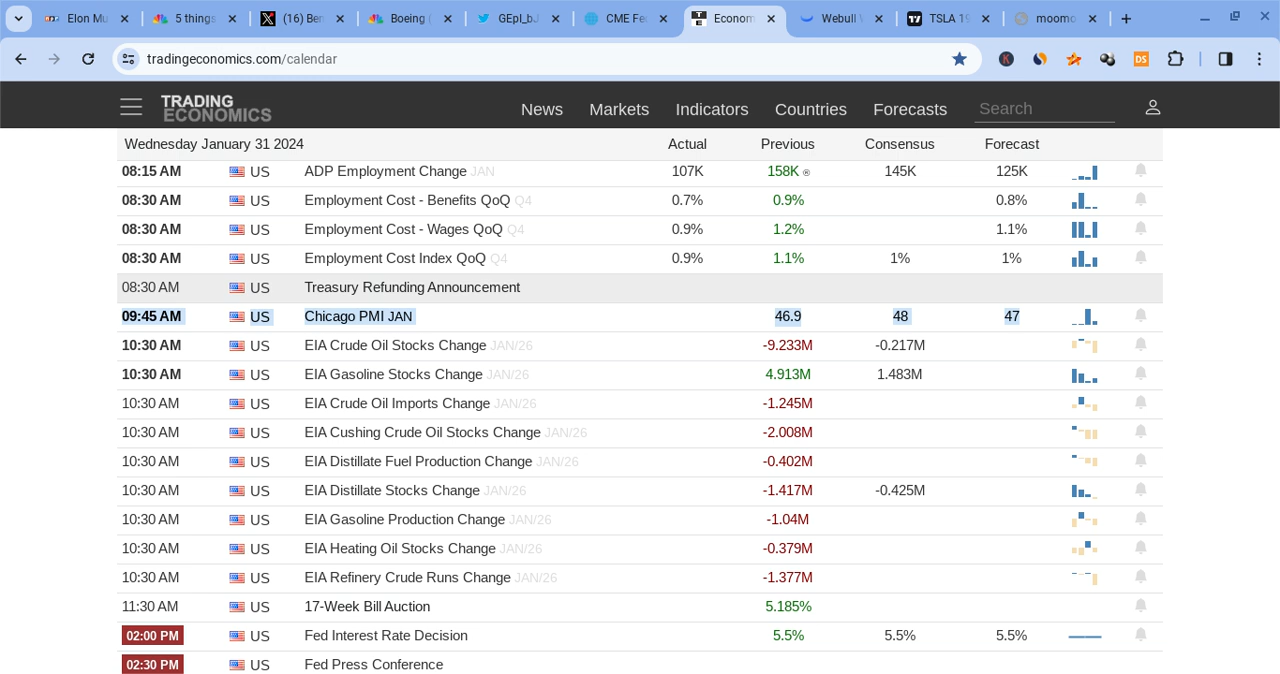 Elon Mu
5 things
(16) Ben
Boeing (
GEpI_bJ
CME Fe
Econom
Webull V
TSLA 19
moomo
tradingeconomics.com/calendar
K
DS
TRADING ECONOMICS
News Markets Indicators Countries Forecasts Search
Wednesday January 31 2024 Actual Previous Consensus Forecast
08:15 AM US ADP Employment Change JAN 107K 158K ® 145K 125K
08:30 AM US Employment Cost - Benefits QoQ Q4 0.7% 0.9% 0.8%
08:30 AM US Employment Cost - Wages QoQ Q4 0.9% 1.2% 1.1%
08:30 AM US Employment Cost Index QoQ Q4 0.9% 1.1% 1% 1%
08:30 AM US Treasury Refunding Announcement
09:45 AM US Chicago PMI JAN 46.9 48 47
10:30 AM US EIA Crude Oil Stocks Change JAN/26 -9.233M -0.217M
10:30 AM US EIA Gasoline Stocks Change JAN/26 4.913M 1.483M
10:30 AM US EIA Crude Oil Imports Change JAN/26 -1.245M
10:30 AM US EIA Cushing Crude Oil Stocks Change JAN/26 -2.008M
10:30 AM US EIA Distillate Fuel Production Change JAN/26 -0.402M
10:30 AM US EIA Distillate Stocks Change JAN/26 -1.417M -0.425M
10:30 AM US EIA Gasoline Production Change JAN/26 -1.04M
10:30 AM US EIA Heating Oil Stocks Change JAN/26 -0.379M
10:30 AM US EIA Refinery Crude Runs Change JAN/26 -1.377M
11:30 AM US 17-Week Bill Auction 5.185%
02:00 PM US Fed Interest Rate Decision 5.5% 5.5% 5.5%
02:30 PM US Fed Press Conference